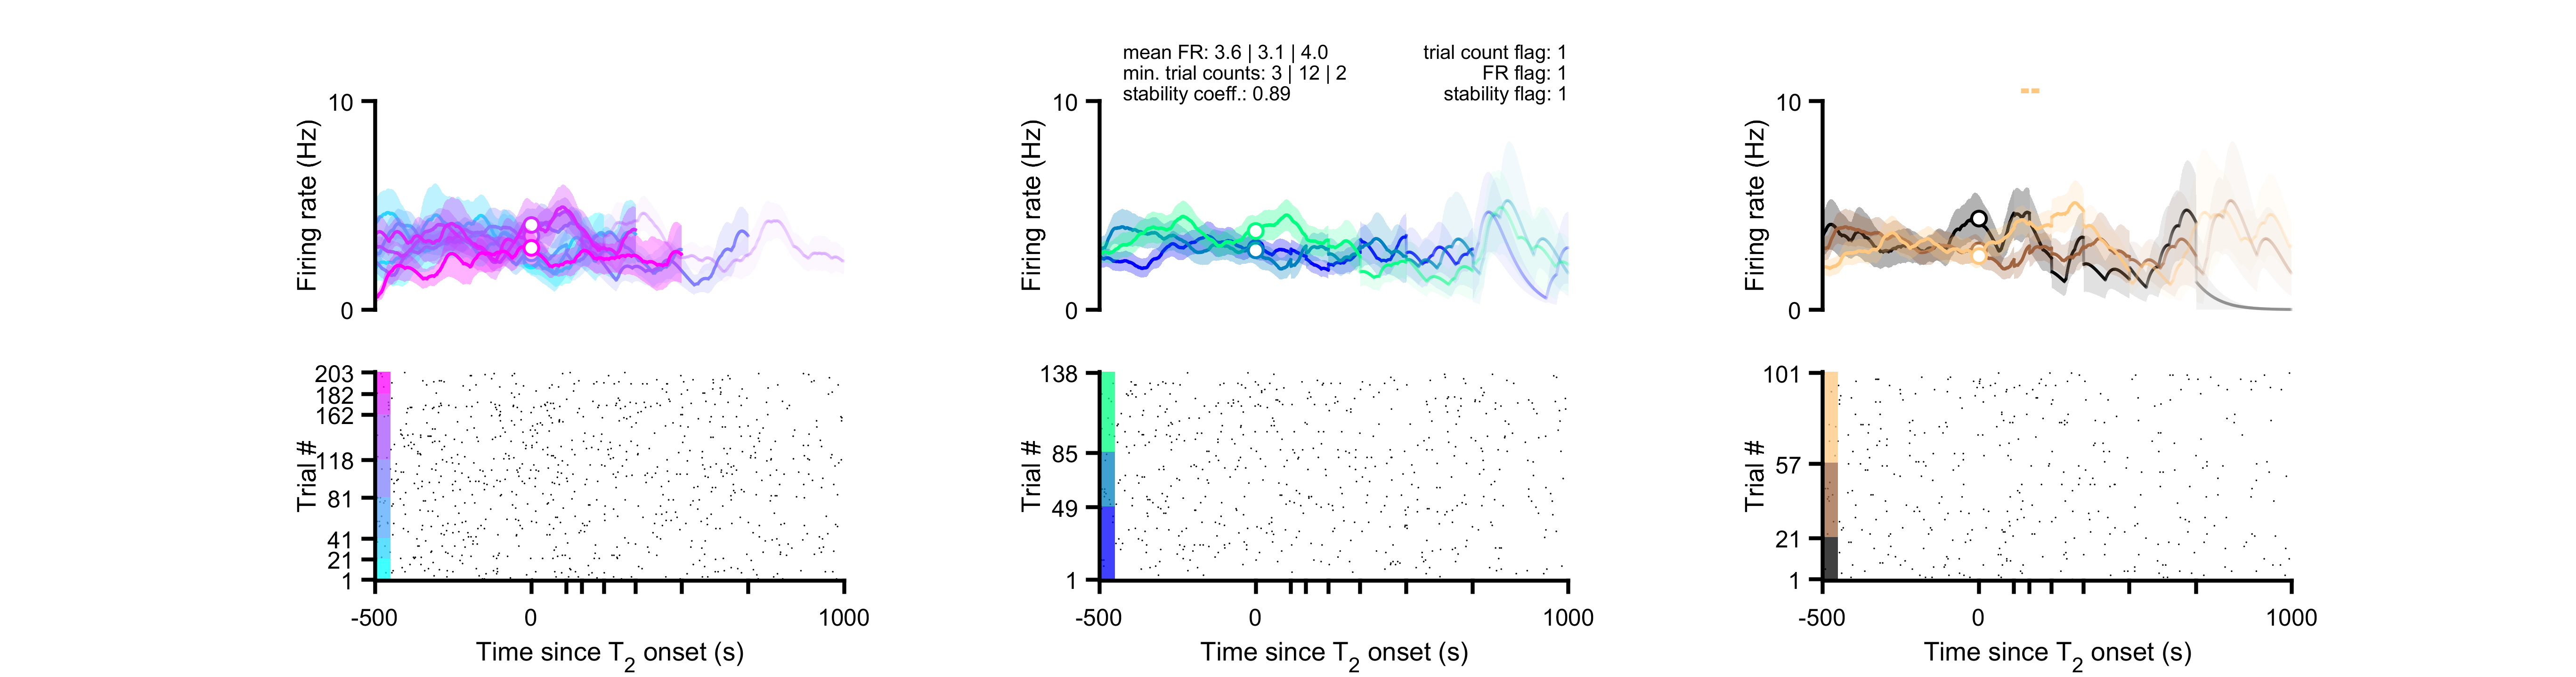 mean FR: 3.6 | 3.1 | 4.0
min. trial counts: 3 | 12 | 2
stability coeff.: 0.89
trial count flag: 1
FR flag: 1
stability flag: 1
10
Firing rate (Hz)
0
10
Firing rate (Hz)
0
10
Firing rate (Hz)
0
203
182
162
118
81
41
21
1
Trial #
-500
0
1000
Time since T2 onset (s)
138
85
49
1
Trial #
-500
0
1000
Time since T2 onset (s)
101
57
21
1
Trial #
-500
0
1000
Time since T2 onset (s)